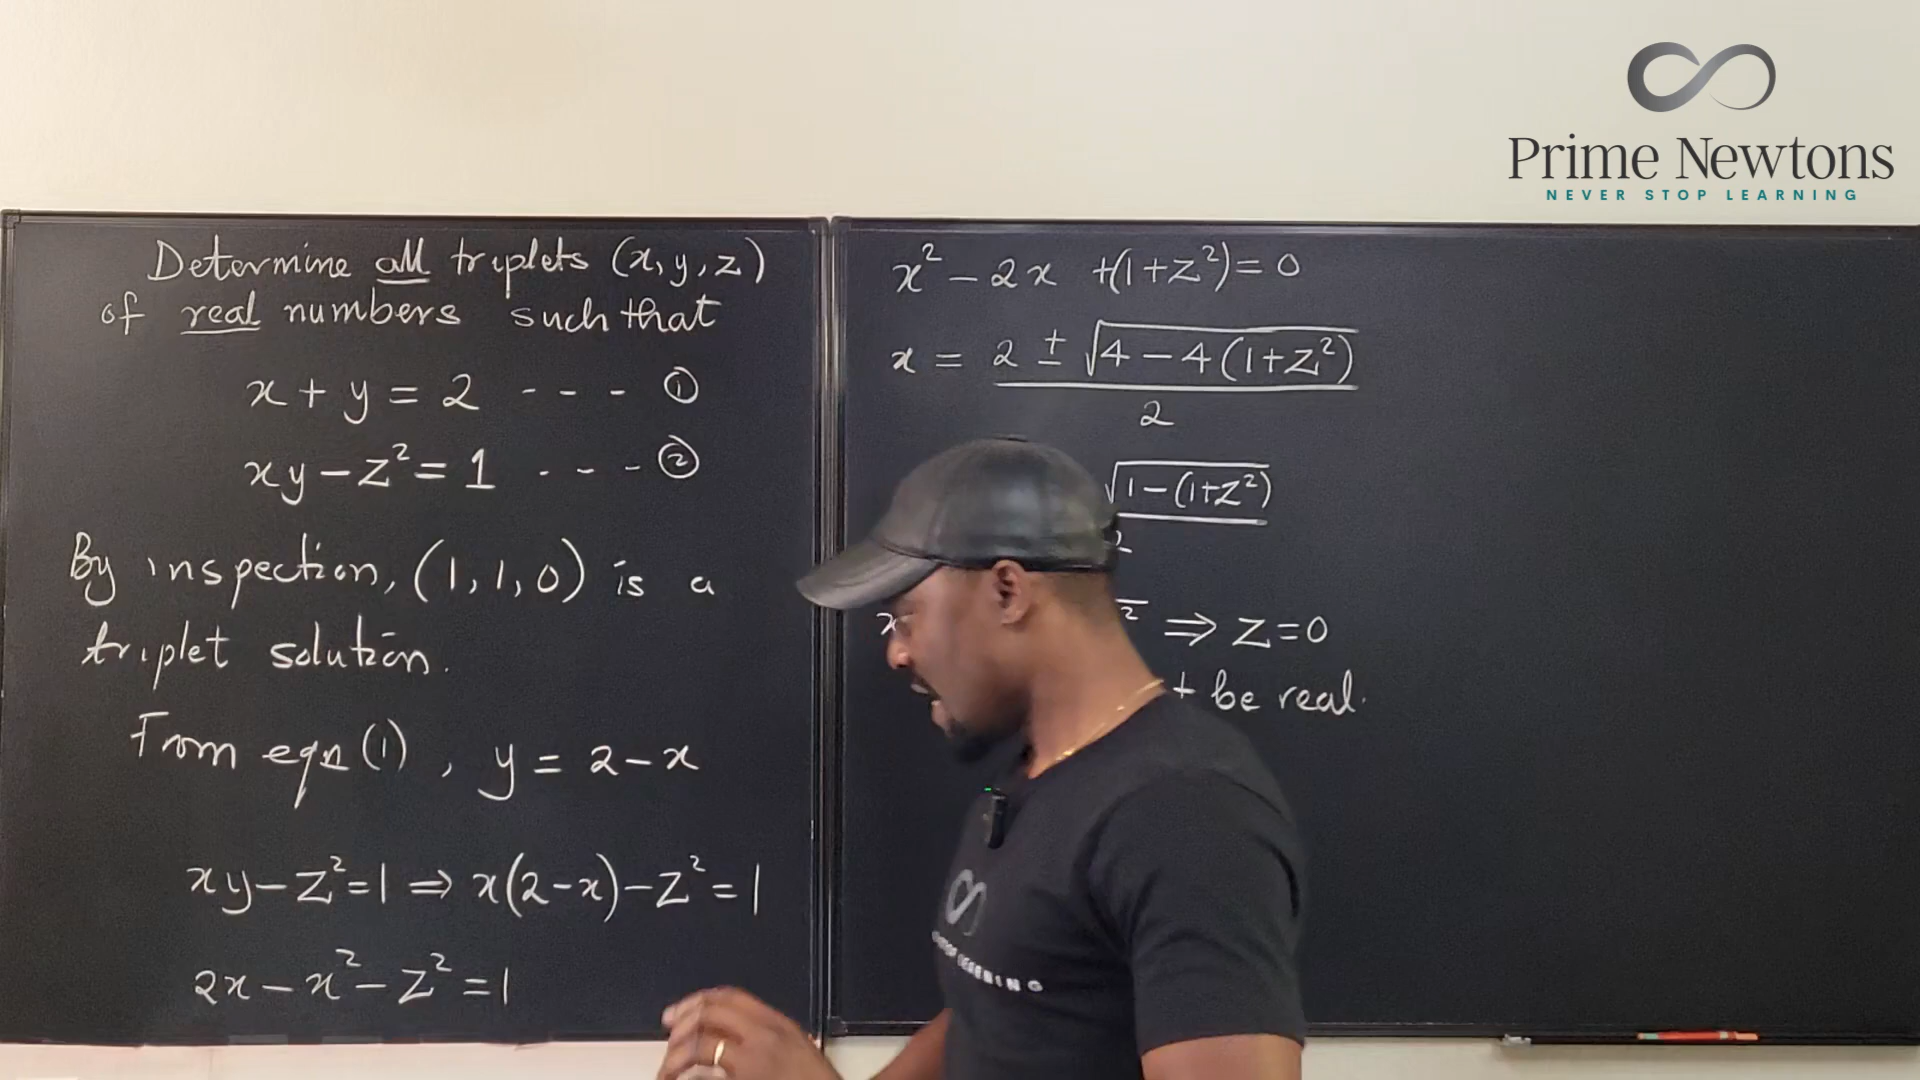 Prime Newtons
NEVER STOP LEARNING
Determine all triplets (x, y, z)
of real numbers such that
x + y = 2 - - - ①
xy - z² = 1 - - - ②
By inspection, (1, 1, 0) is a
triplet solution.
From eqn (1), y = 2 - x
xy - z² = 1 ⇒ x(2 - x) - z² = 1
2x - x² - z² = 1
x² - 2x + (1 + z²) = 0
x = 2 ± √4 - 4(1 + z²)
2
√1 - (1 + z²)
x ² ⇒ z = 0
be real.
LEARNING